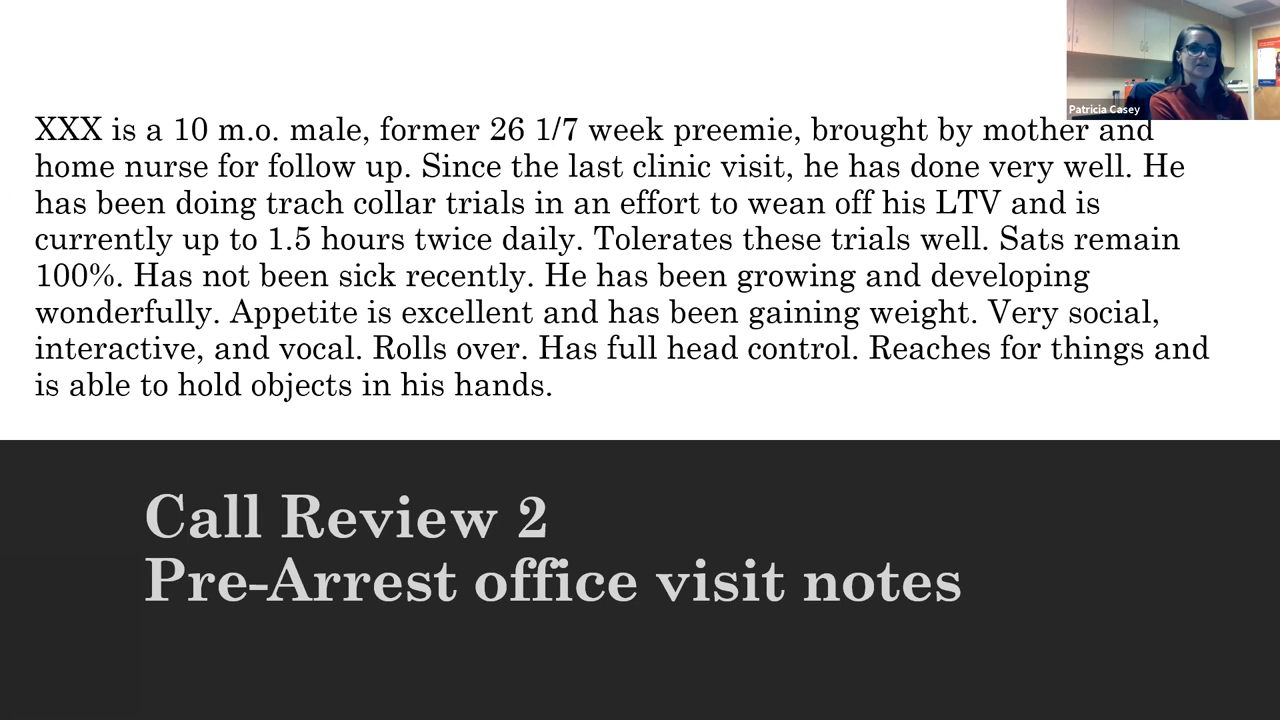 Patricia Casey
XXX is a 10 m.o. male, former 26 1/7 week preemie, brought by mother and
home nurse for follow up. Since the last clinic visit, he has done very well. He
has been doing trach collar trials in an effort to wean off his LTV and is
currently up to 1.5 hours twice daily. Tolerates these trials well. Sats remain
100%. Has not been sick recently. He has been growing and developing
wonderfully. Appetite is excellent and has been gaining weight. Very social,
interactive, and vocal. Rolls over. Has full head control. Reaches for things and
is able to hold objects in his hands.
Call Review 2
Pre-Arrest office visit notes